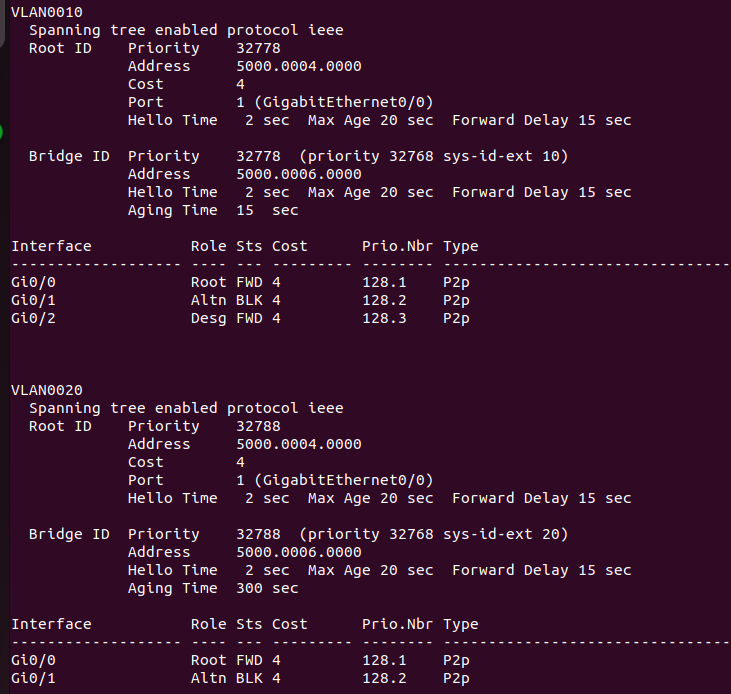 VLAN0010
  Spanning tree enabled protocol ieee
  Root ID    Priority    32778
             Address     5000.0004.0000
             Cost        4
             Port        1 (GigabitEthernet0/0)
             Hello Time   2 sec  Max Age 20 sec  Forward Delay 15 sec

  Bridge ID  Priority    32778  (priority 32768 sys-id-ext 10)
             Address     5000.0006.0000
             Hello Time   2 sec  Max Age 20 sec  Forward Delay 15 sec
             Aging Time  15  sec

Interface           Role Sts Cost      Prio.Nbr Type
------------------- ---- --- --------- -------- --------------------------------
Gi0/0               Root FWD 4         128.1    P2p
Gi0/1               Altn BLK 4         128.2    P2p
Gi0/2               Desg FWD 4         128.3    P2p

VLAN0020
  Spanning tree enabled protocol ieee
  Root ID    Priority    32788
             Address     5000.0004.0000
             Cost        4
             Port        1 (GigabitEthernet0/0)
             Hello Time   2 sec  Max Age 20 sec  Forward Delay 15 sec

  Bridge ID  Priority    32788  (priority 32768 sys-id-ext 20)
             Address     5000.0006.0000
             Hello Time   2 sec  Max Age 20 sec  Forward Delay 15 sec
             Aging Time  300 sec

Interface           Role Sts Cost      Prio.Nbr Type
------------------- ---- --- --------- -------- --------------------------------
Gi0/0               Root FWD 4         128.1    P2p
Gi0/1               Altn BLK 4         128.2    P2p